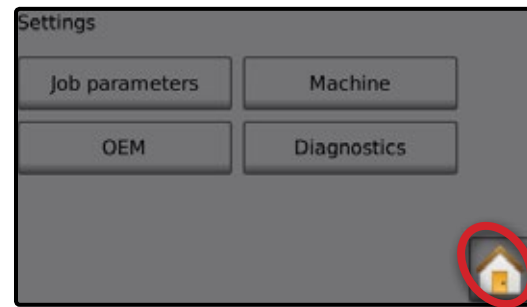 Settings
Job parameters
Machine
OEM
Diagnostics